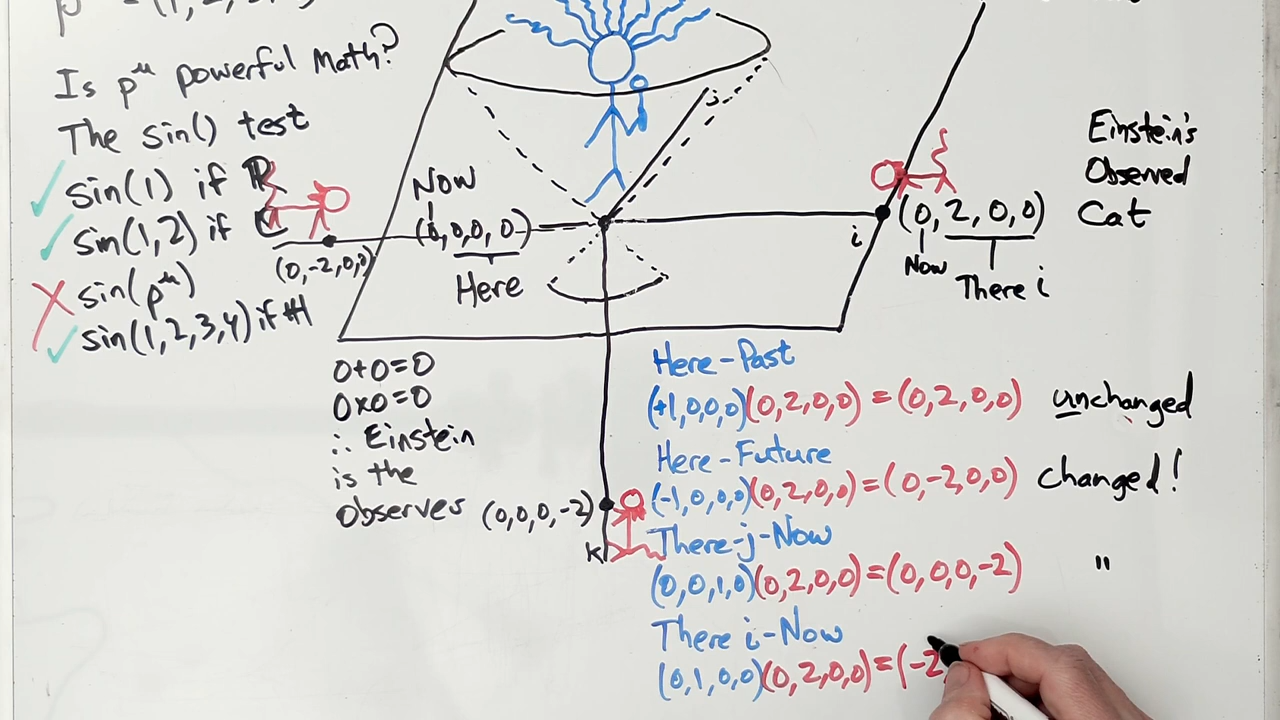 Is pᵐ powerful Math?
The sin() test
✓ sin(1) if ℝ
✓ sin(1,2) if ℂ
✗ sin(pᵐ)
✓ sin(1,2,3,4) if ℍ
(0,-2,0,0)
Now
(0,0,0,0)
Here
j
i
(0,2,0,0)
Now
There i
Einstein's
Observed
Cat
0+0=0
0x0=0
∴ Einstein
is the
observes
(0,0,0,-2)
k
Here-Past
(+1,0,0,0)(0,2,0,0)=(0,2,0,0) unchanged
Here-Future
(-1,0,0,0)(0,2,0,0)=(0,-2,0,0) changed!
There-j-Now
(0,0,1,0)(0,2,0,0)=(0,0,0,-2) "
There i-Now
(0,1,0,0)(0,2,0,0)=(-2